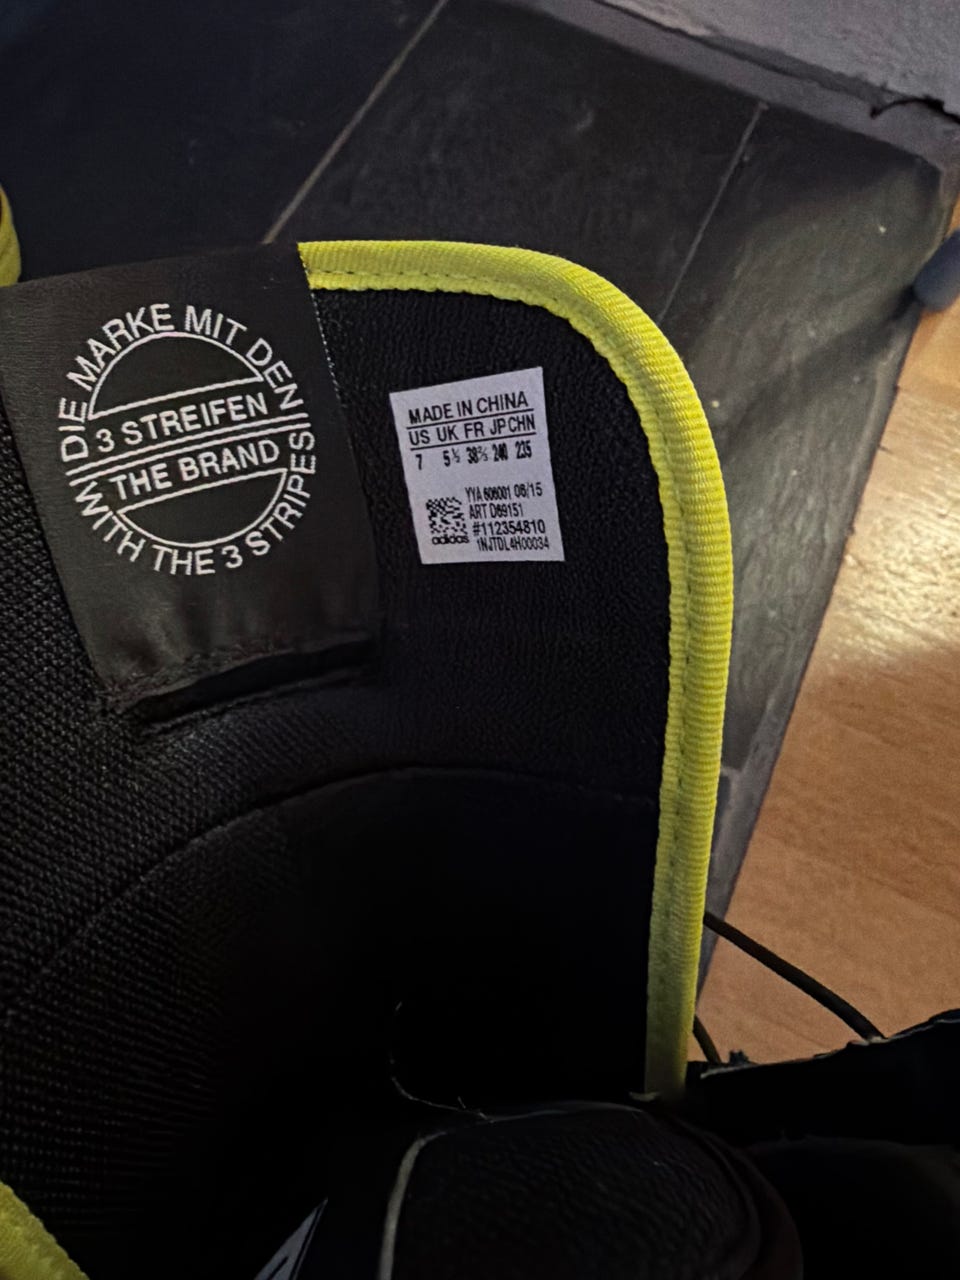 DIE MARKE MIT DEN
3 STREIFEN
THE BRAND
WITH THE 3 STRIPES
MADE IN CHINA
US UK FR JP CHN
7 5½ 38⅔ 240 235
YYA 606001 06/15
ART D69151
#112354810
1NJTDL4H00034
adidas